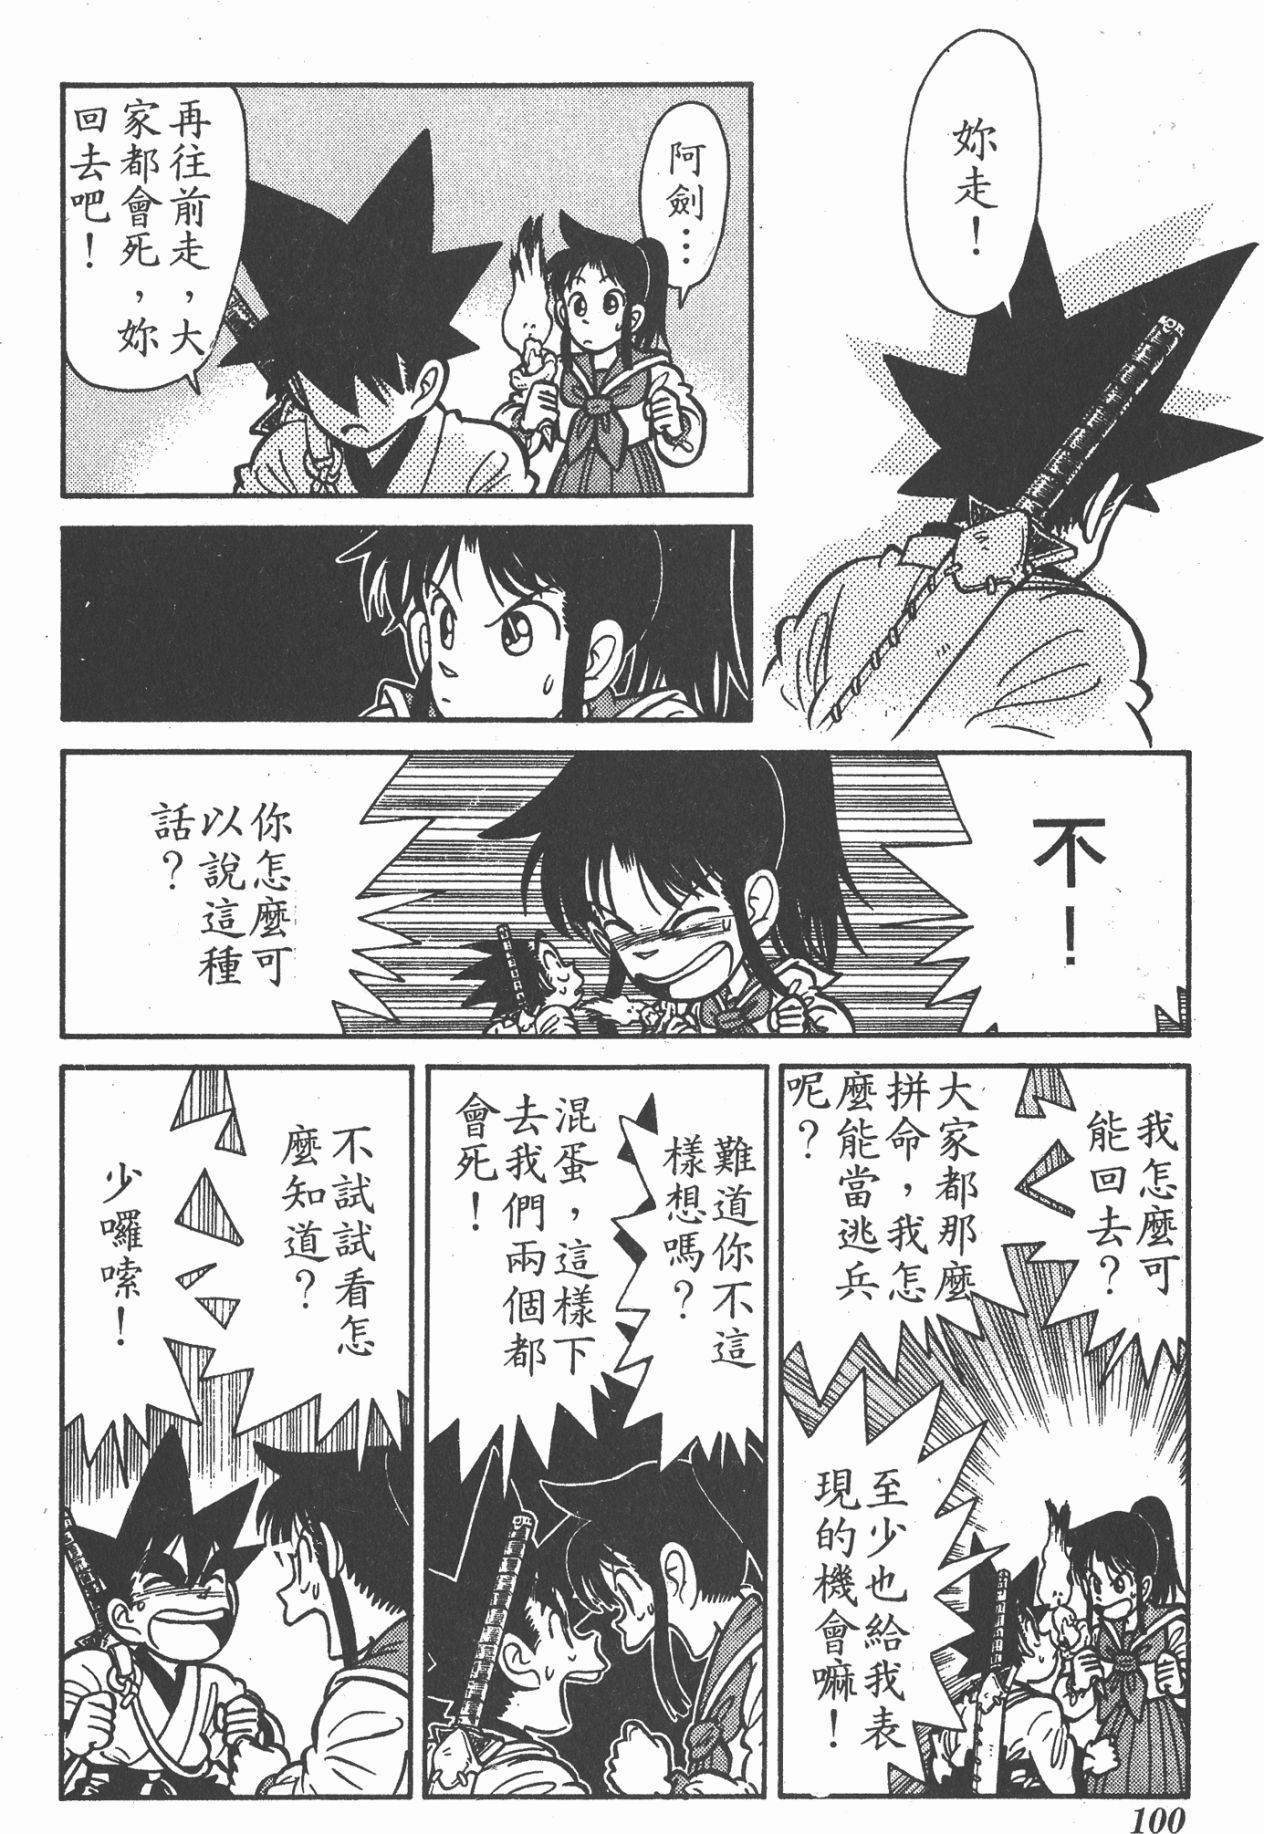 妳走！
阿劍…
再往前走，大
家都會死，妳
回去吧！
不！
你怎麼可
以說這種
話？
我怎麼可
能回去？
大家都那麼
拼命，我怎
麼能當逃兵
呢？
至少也給我表
現的機會嘛！
難道你不這
樣想嗎？
混蛋，這樣下
去我們兩個都
會死！
不試試看怎
麼知道？
少囉嗦！
100